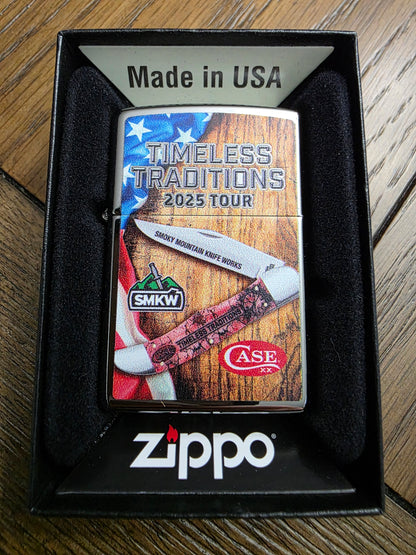 Made in USA
TIMELESS
TRADITIONS
2025 TOUR
SMOKY MOUNTAIN KNIFE WORKS
SMKW
TIMELESS TRADITIONS
CASE
XX
zippo